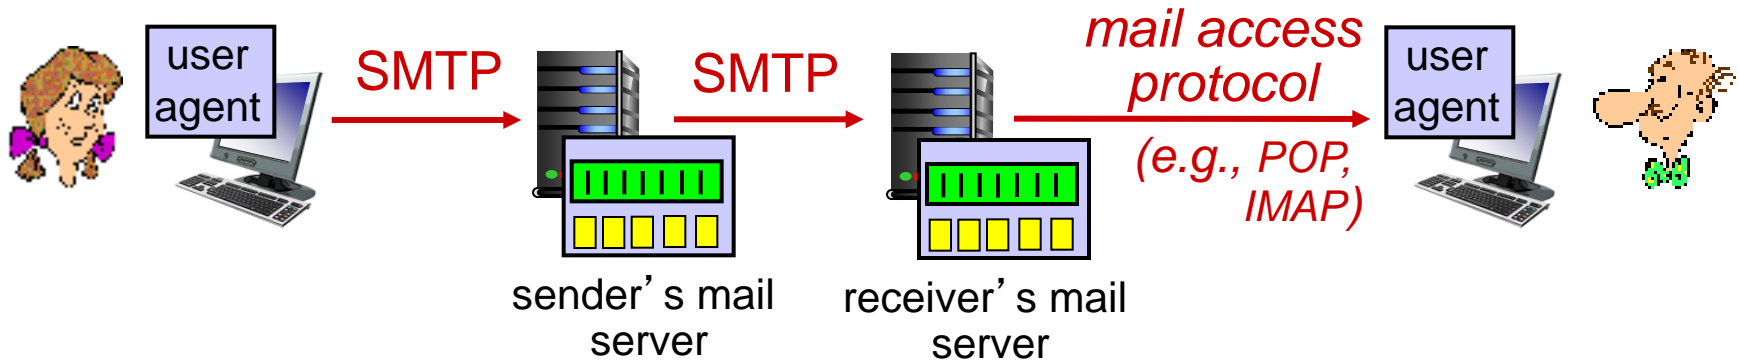 user
agent
SMTP
SMTP
mail access
protocol
(e.g., POP,
IMAP)
user
agent
sender’s mail
server
receiver’s mail
server